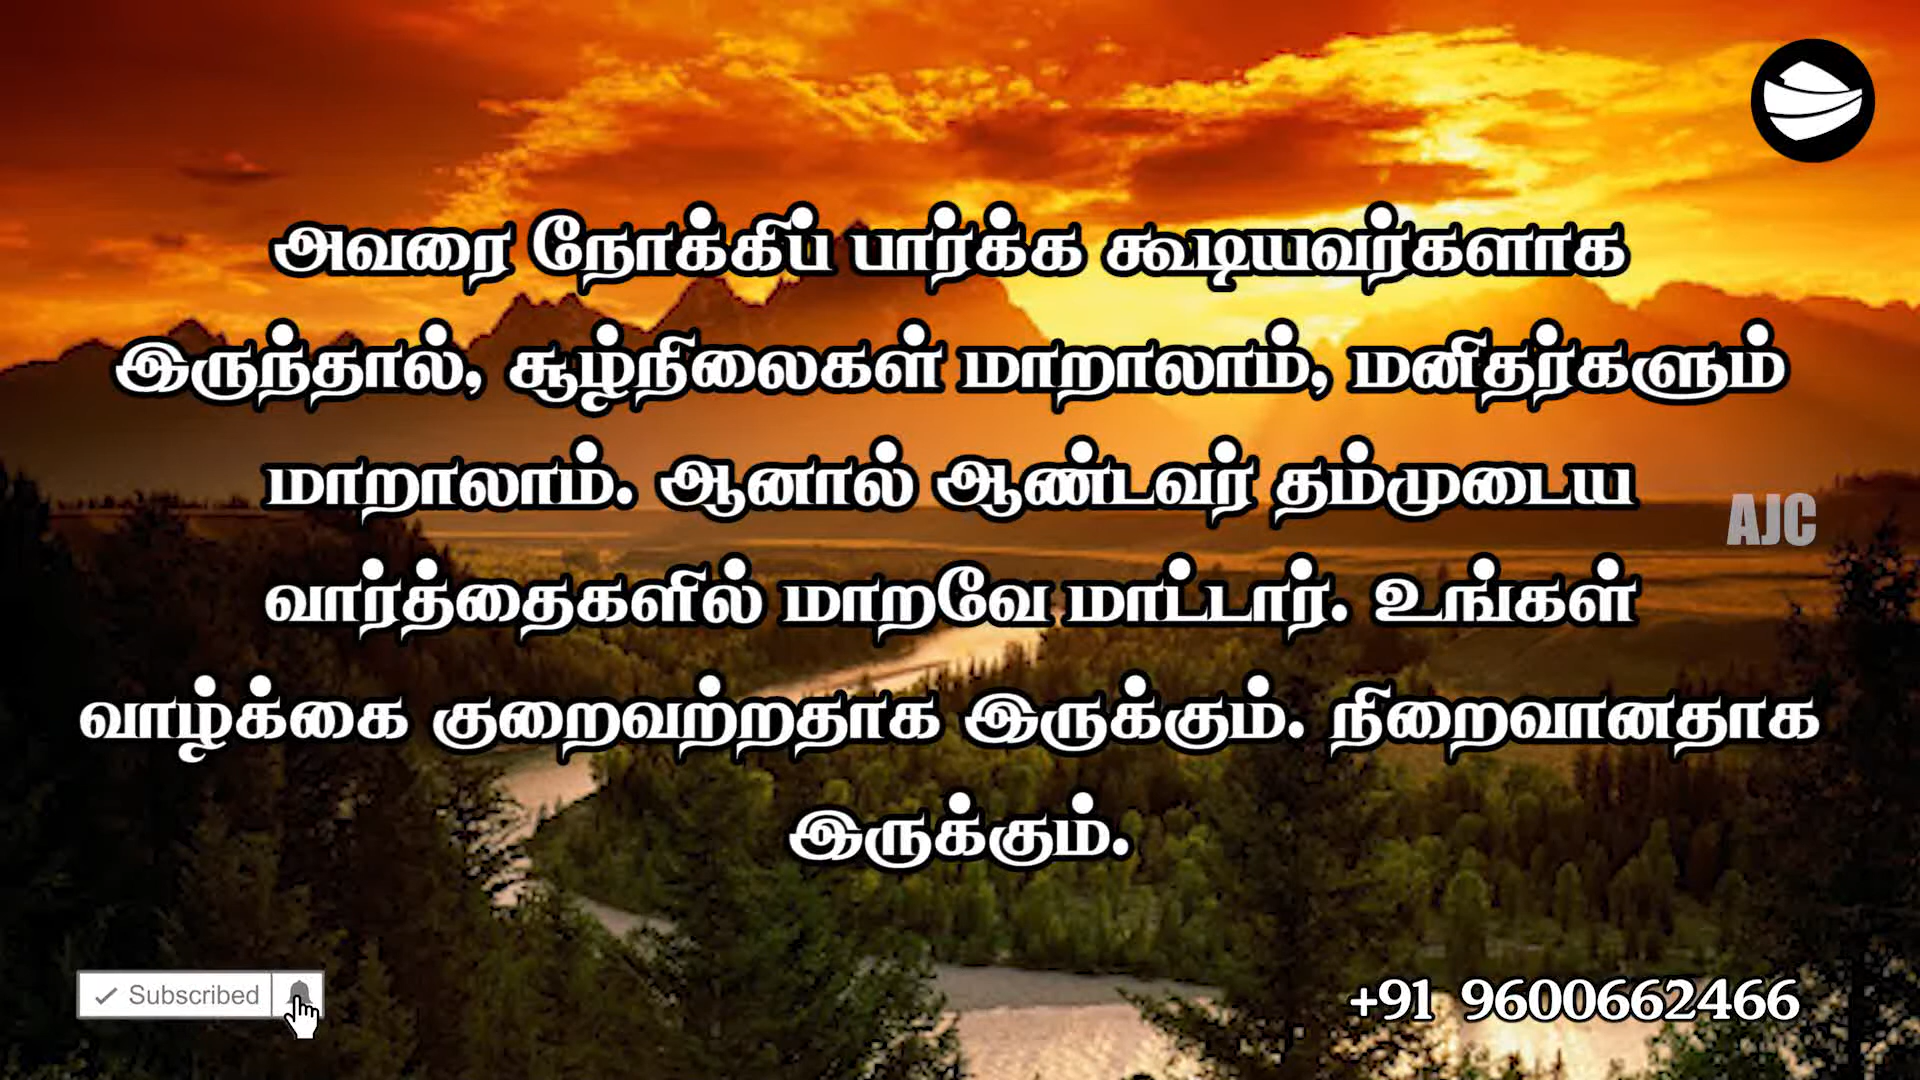 அவரை நோக்கிப் பார்க்க கூடியவர்களாக
இருந்தால், சூழ்நிலைகள் மாறாலாம், மனிதர்களும்
மாறாலாம். ஆனால் ஆண்டவர் தம்முடைய
AJC
வார்த்தைகளில் மாறவே மாட்டார். உங்கள்
வாழ்க்கை குறைவற்றதாக இருக்கும். நிறைவானதாக
இருக்கும்.
Subscribed
+91 9600662466